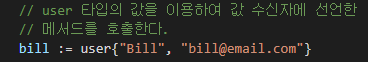 // user 타입의 값을 이용하여 값 수신자에 선언한
// 메서드를 호출한다.
bill := user{"Bill", "bill@email.com"}